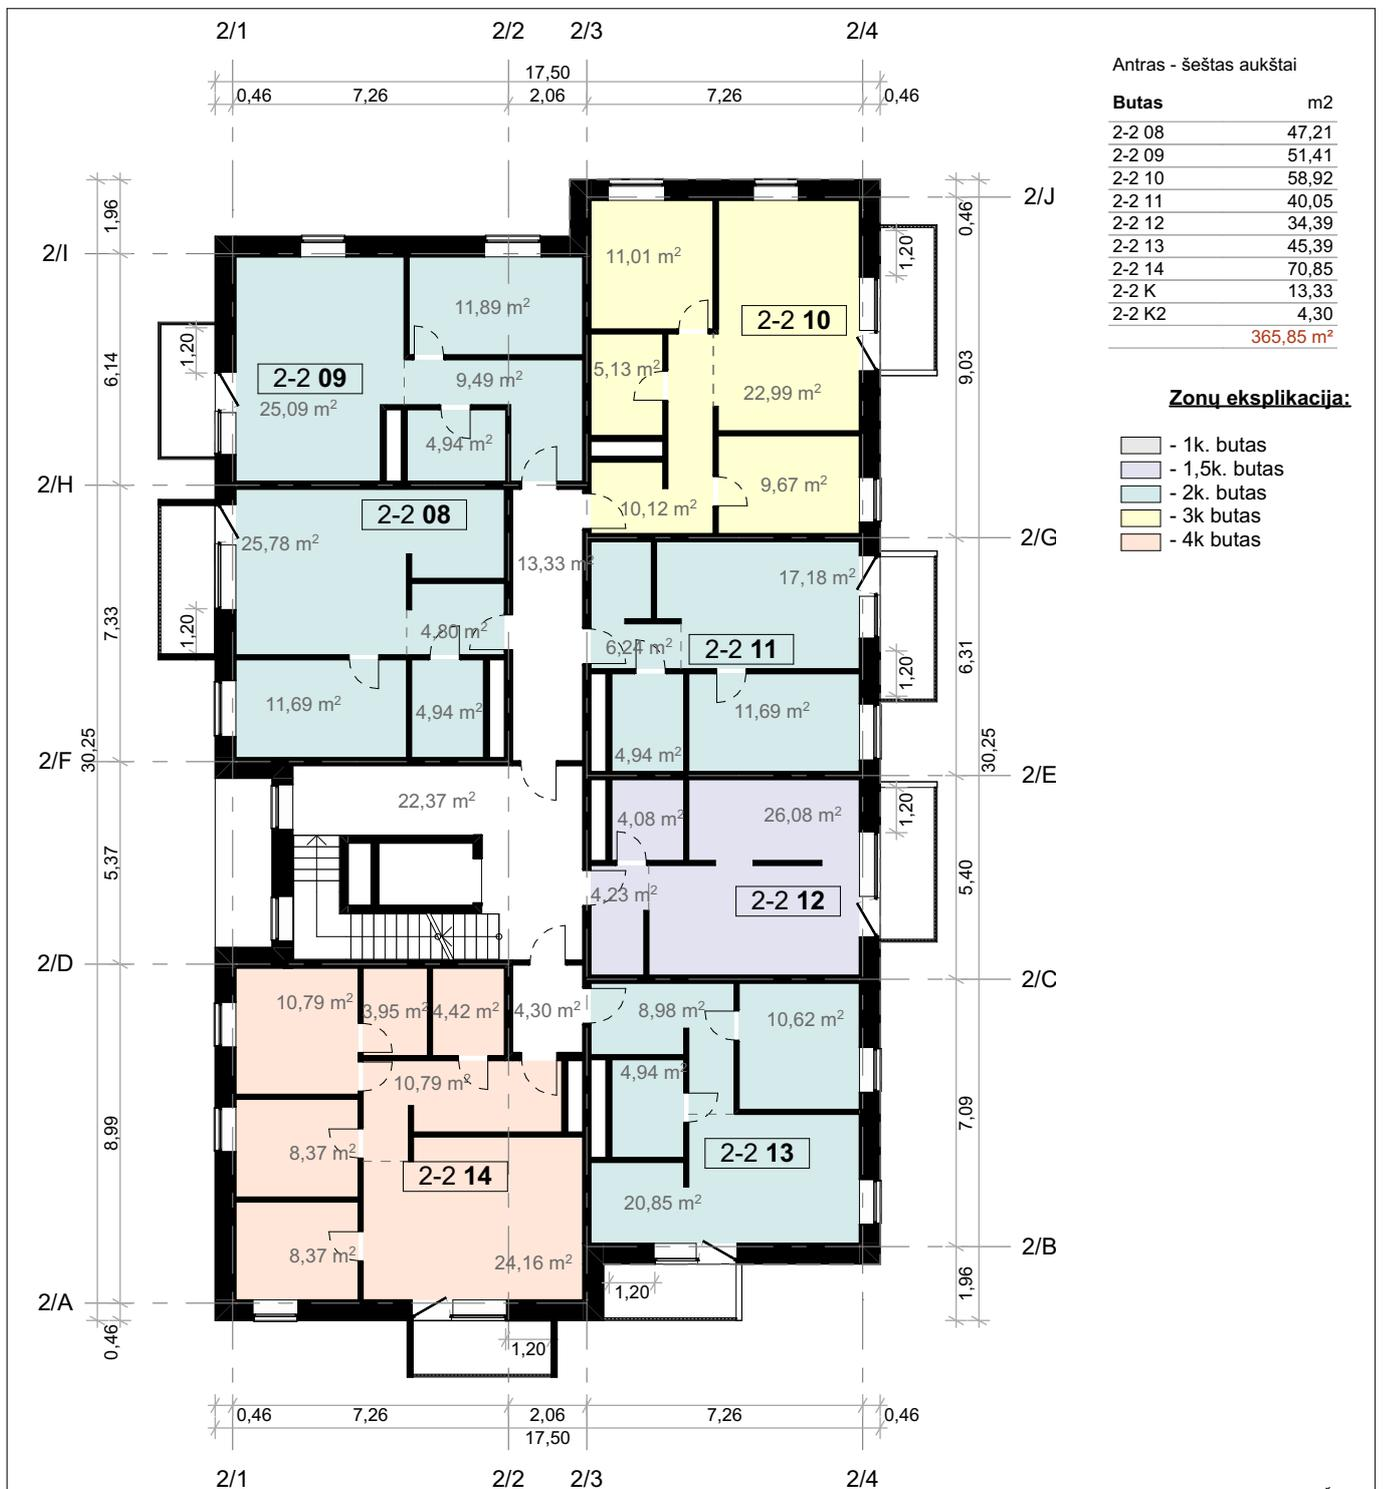 2/1 2/2 2/3 2/4
17,50
0,46 7,26 2,06 7,26 0,46
Antras - šeštas aukštai
Butas m2
2-2 08 47,21
2-2 09 51,41
2-2 10 58,92
2-2 11 40,05
2-2 12 34,39
2-2 13 45,39
2-2 14 70,85
2-2 K 13,33
2-2 K2 4,30
365,85 m²
Zonų eksplikacija:
- 1k. butas
- 1,5k. butas
- 2k. butas
- 3k butas
- 4k butas
1,96
2/J
0,46
2/I
1,20
11,01 m²
11,89 m²
2-2 10
1,20
6,14
9,03
5,13 m²
2-2 09
9,49 m²
22,99 m²
25,09 m²
4,94 m²
2/H
9,67 m²
2-2 08
10,12 m²
25,78 m²
2/G
13,33 m²
17,18 m²
7,33
1,20
4,80 m²
6,24 m²
2-2 11
6,31
1,20
11,69 m²
4,94 m²
11,69 m²
30,25
30,25
4,94 m²
2/F
2/E
22,37 m²
4,08 m²
26,08 m²
1,20
5,37
5,40
4,23 m²
2-2 12
2/D
2/C
10,79 m²
3,95 m²
4,42 m²
4,30 m²
8,98 m²
10,62 m²
4,94 m²
10,79 m²
8,99
7,09
8,37 m²
2-2 13
2-2 14
20,85 m²
8,37 m²
24,16 m²
2/B
1,20
1,96
2/A
0,46
1,20
0,46 7,26 2,06 7,26 0,46
17,50
2/1 2/2 2/3 2/4